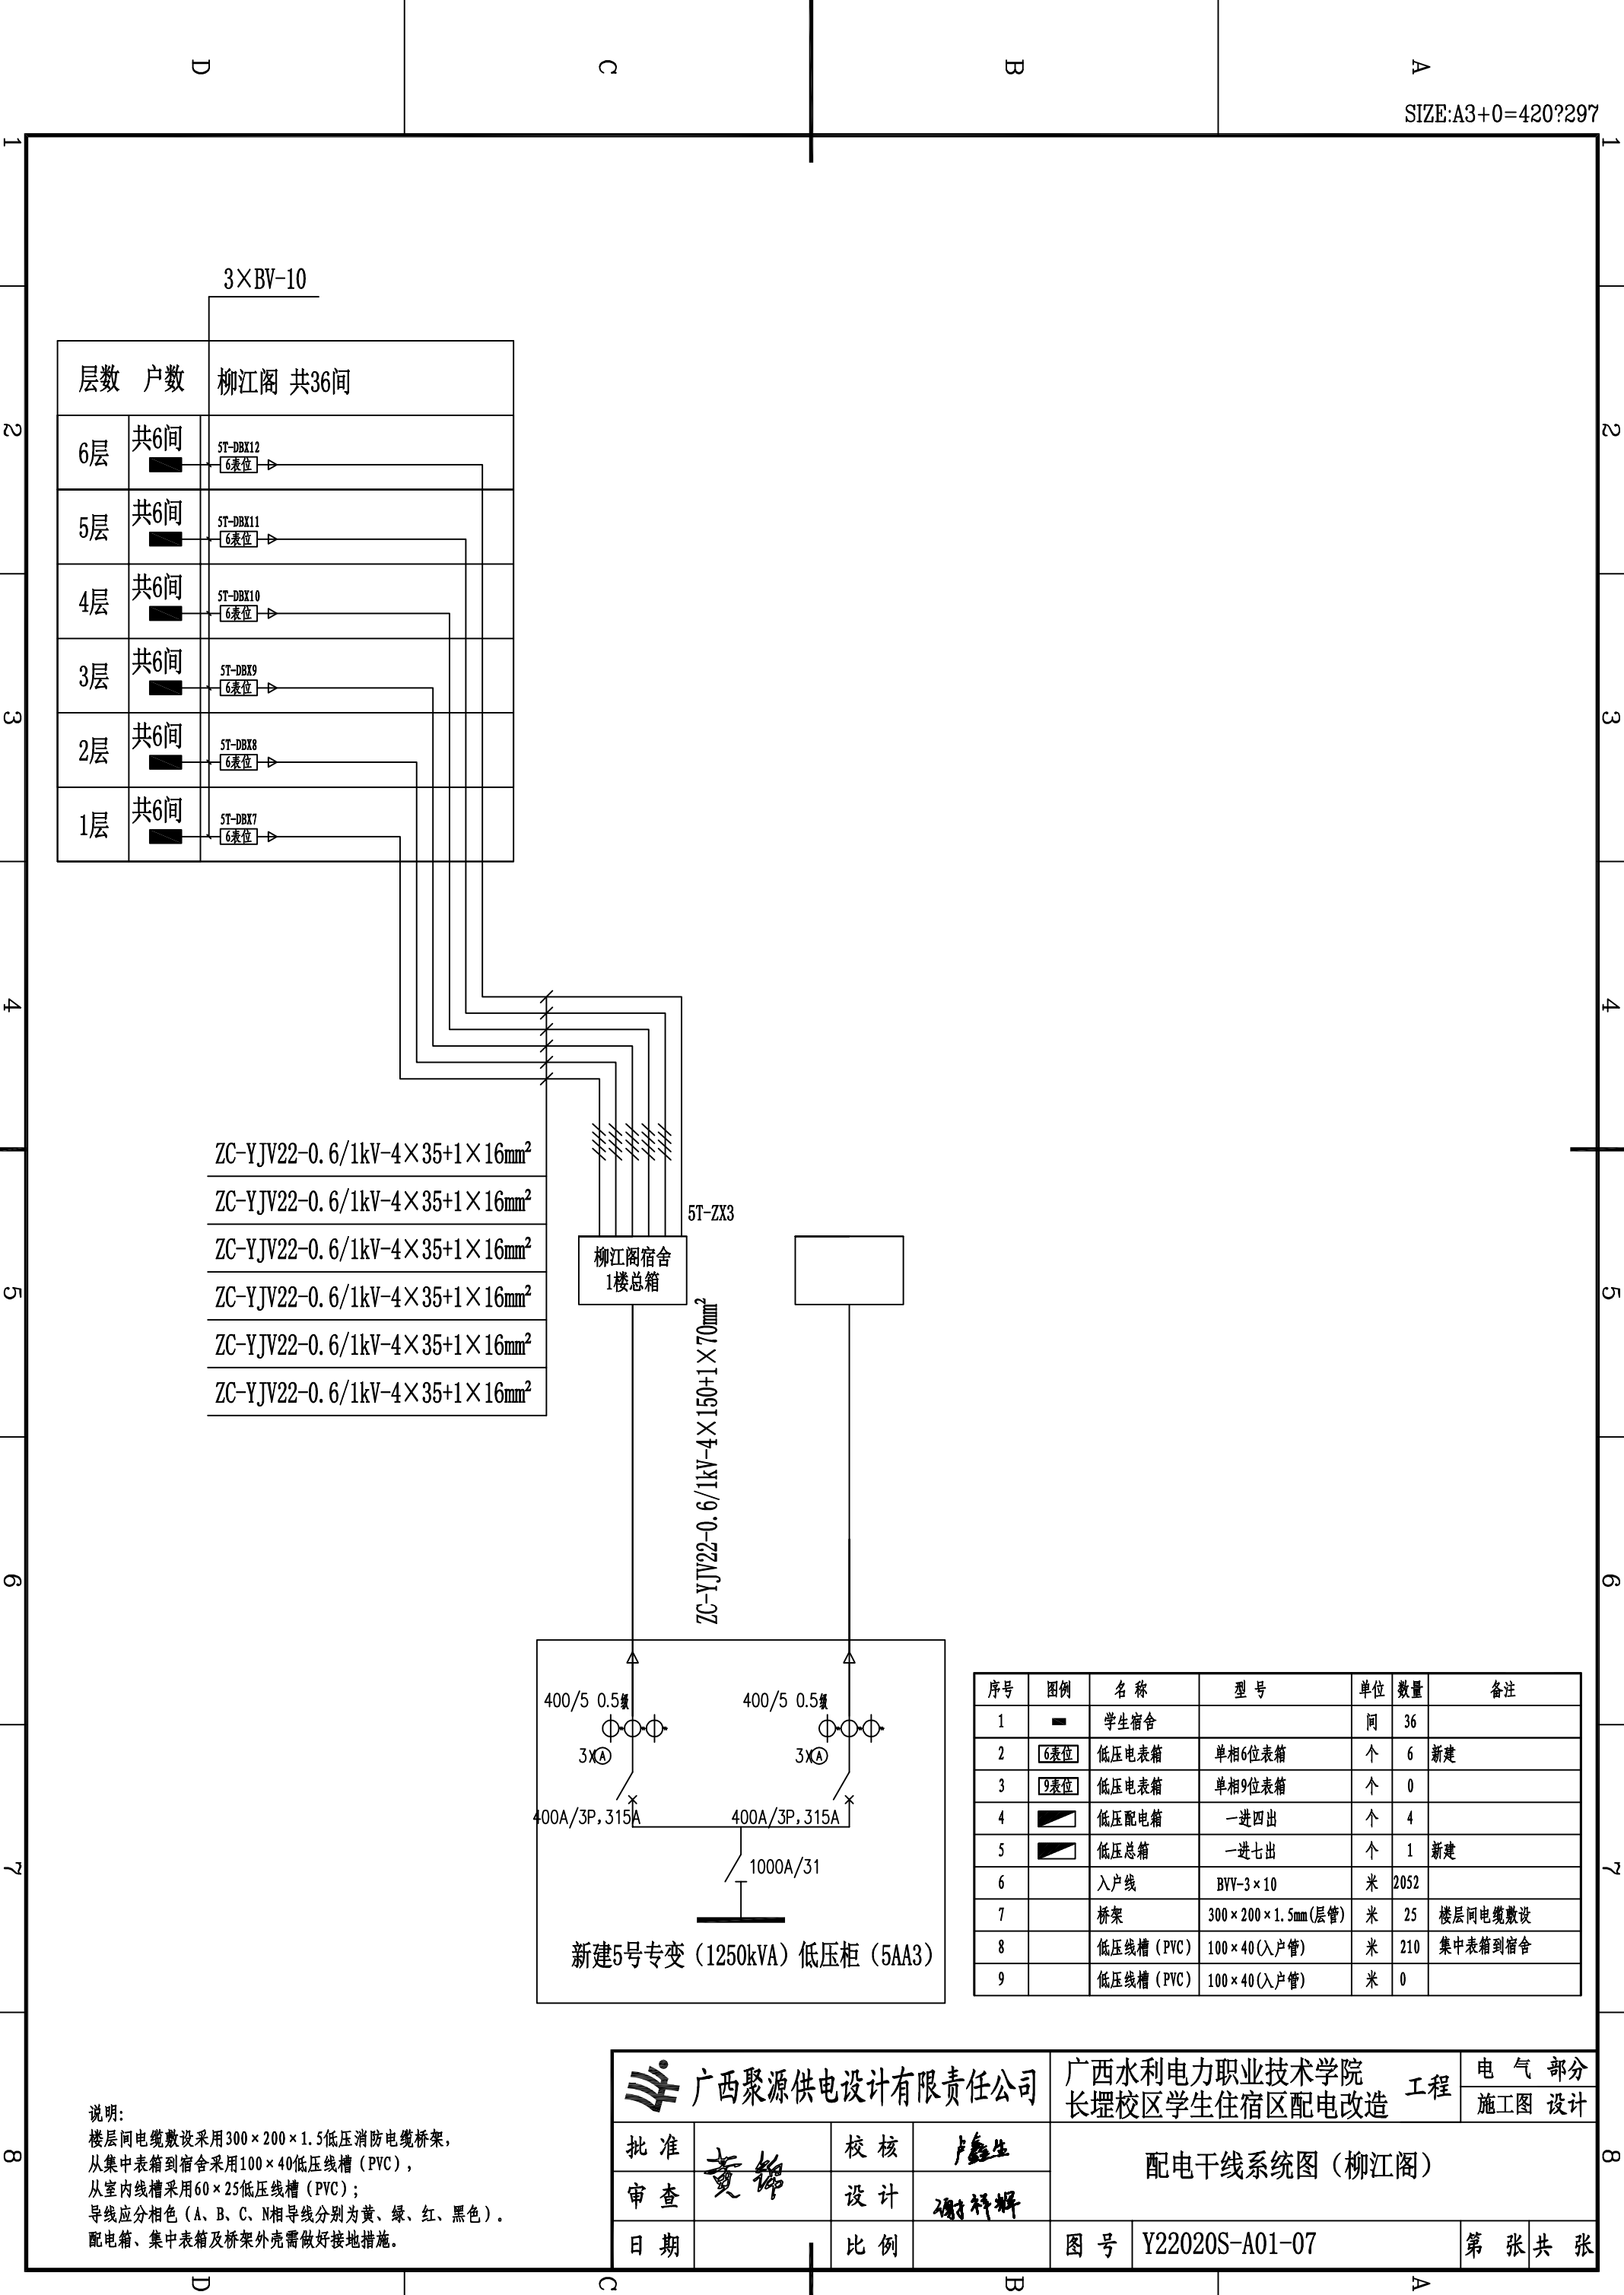 D
C
B
A
SIZE:A3+0=420?297
1
1
2
2
3
3
4
4
5
5
6
6
7
7
8
8
3×BV-10
层数 户数 柳江阁 共36间
6层 共6间 5T-DBX12 6表位
5层 共6间 5T-DBX11 6表位
4层 共6间 5T-DBX10 6表位
3层 共6间 5T-DBX9 6表位
2层 共6间 5T-DBX8 6表位
1层 共6间 5T-DBX7 6表位
ZC-YJV22-0.6/1kV-4×35+1×16mm²
ZC-YJV22-0.6/1kV-4×35+1×16mm²
ZC-YJV22-0.6/1kV-4×35+1×16mm²
ZC-YJV22-0.6/1kV-4×35+1×16mm²
ZC-YJV22-0.6/1kV-4×35+1×16mm²
ZC-YJV22-0.6/1kV-4×35+1×16mm²
5T-ZX3
柳江阁宿舍
1楼总箱
ZC-YJV22-0.6/1kV-4×150+1×70mm²
400/5 0.5级
400/5 0.5级
3×A
3×A
400A/3P,315A
400A/3P,315A
1000A/31
新建5号专变（1250kVA）低压柜（5AA3）
序号 图例 名 称 型 号 单位 数量 备注
1 学生宿舍 间 36
2 6表位 低压电表箱 单相6位表箱 个 6 新建
3 9表位 低压电表箱 单相9位表箱 个 0
4 低压配电箱 一进四出 个 4
5 低压总箱 一进七出 个 1 新建
6 入户线 BVV-3×10 米 2052
7 桥架 300×200×1.5mm(层管) 米 25 楼层间电缆敷设
8 低压线槽（PVC） 100×40(入户管) 米 210 集中表箱到宿舍
9 低压线槽（PVC） 100×40(入户管) 米 0
说明:
楼层间电缆敷设采用300×200×1.5低压消防电缆桥架，
从集中表箱到宿舍采用100×40低压线槽（PVC），
从室内线槽采用60×25低压线槽（PVC）；
导线应分相色（A、B、C、N相导线分别为黄、绿、红、黑色）。
配电箱、集中表箱及桥架外壳需做好接地措施。
广西聚源供电设计有限责任公司
广西水利电力职业技术学院
长堽校区学生住宿区配电改造 工程
电 气 部分
施工图 设计
批 准 黄锦 校 核 卢鑫生
审 查 设 计 谢祥辉
日 期 比 例
配电干线系统图（柳江阁）
图 号 Y22020S-A01-07 第 张 共 张
D
C
B
A